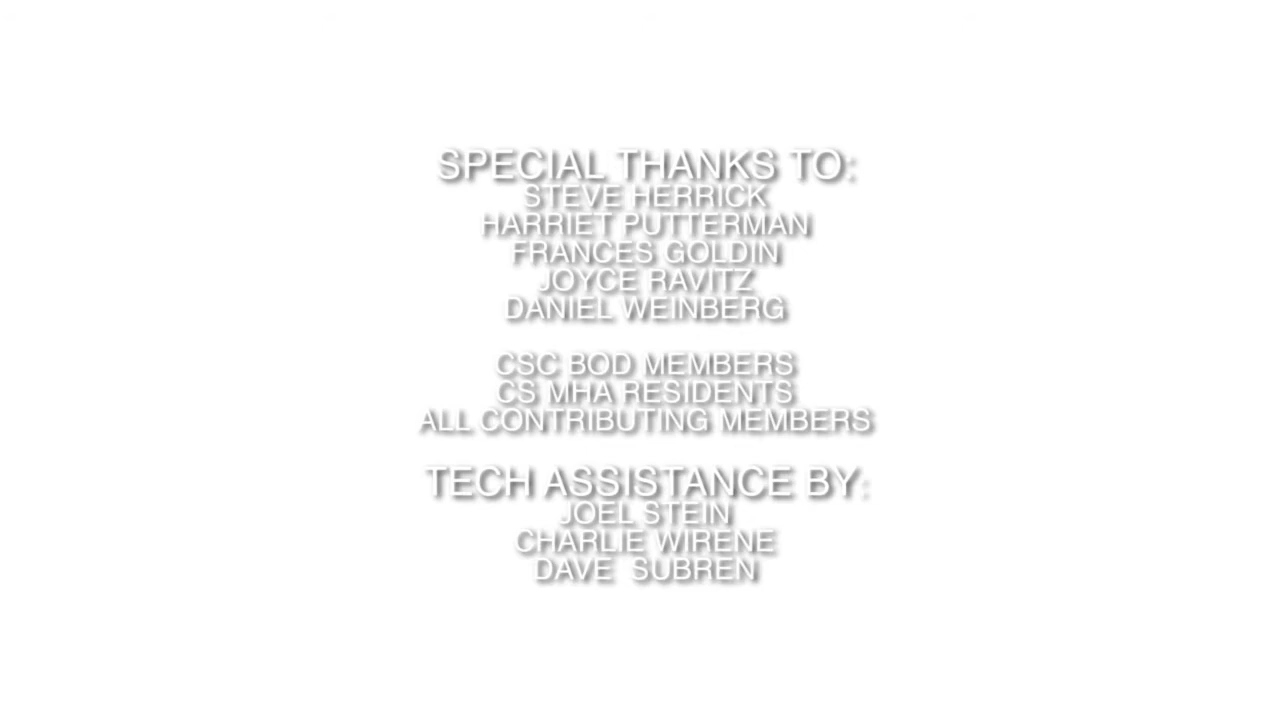 SPECIAL THANKS TO:
STEVE HERRICK
HARRIET PUTTERMAN
FRANCES GOLDIN
JOYCE RAVITZ
DANIEL WEINBERG
CSC BOD MEMBERS
CS MHA RESIDENTS
ALL CONTRIBUTING MEMBERS
TECH ASSISTANCE BY:
JOEL STEIN
CHARLIE WIRENE
DAVE SUBREN